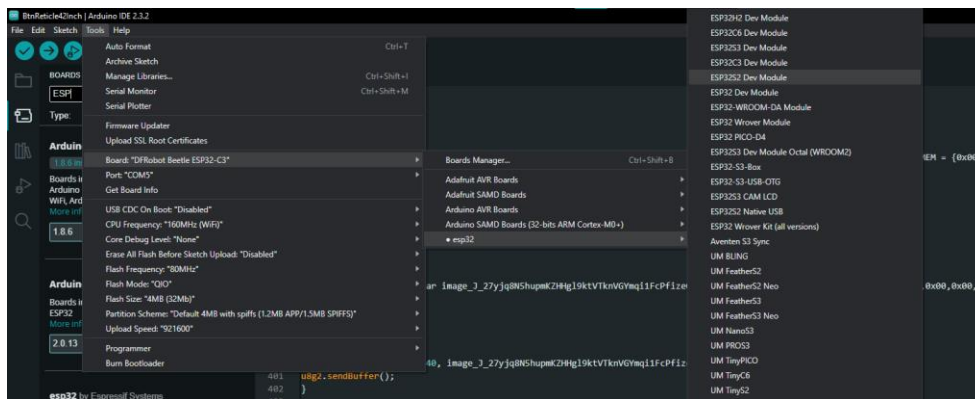 BtnReticle42Inch | Arduino IDE 2.3.2
File Edit Sketch Tools Help
BOARDS
ESP
Type:
Arduin
1.8.6 in
Boards in
Arduino
WiFi, Ard
More inf
1.8.6
Arduin
Boards in
ESP32
More inf
2.0.13
esp32 by Espressif Systems
Auto Format Ctrl+T
Archive Sketch
Manage Libraries... Ctrl+Shift+I
Serial Monitor Ctrl+Shift+M
Serial Plotter
Firmware Updater
Upload SSL Root Certificates
Board: "DFRobot Beetle ESP32-C3"
Port: "COM5"
Get Board Info
USB CDC On Boot: "Disabled"
CPU Frequency: "160MHz (WiFi)"
Core Debug Level: "None"
Erase All Flash Before Sketch Upload: "Disabled"
Flash Frequency: "80MHz"
Flash Mode: "QIO"
Flash Size: "4MB (32Mb)"
Partition Scheme: "Default 4MB with spiffs (1.2MB APP/1.5MB SPIFFS)"
Upload Speed: "921600"
Programmer
Burn Bootloader
Boards Manager... Ctrl+Shift+B
Adafruit AVR Boards
Adafruit SAMD Boards
Arduino AVR Boards
Arduino SAMD Boards (32-bits ARM Cortex-M0+)
esp32
ESP32H2 Dev Module
ESP32C6 Dev Module
ESP32S3 Dev Module
ESP32C3 Dev Module
ESP32S2 Dev Module
ESP32 Dev Module
ESP32-WROOM-DA Module
ESP32 Wrover Module
ESP32 PICO-D4
ESP32S3 Dev Module Octal (WROOM2)
ESP32-S3-Box
ESP32-S3-USB-OTG
ESP32S3 CAM LCD
ESP32S2 Native USB
ESP32 Wrover Kit (all versions)
Aventen S3 Sync
UM BLING
UM FeatherS2
UM FeatherS2 Neo
UM FeatherS3
UM FeatherS3 Neo
UM NanoS3
UM PROS3
UM TinyPICO
UM TinyC6
UM TinyS2
401 u8g2.sendBuffer();
402 }